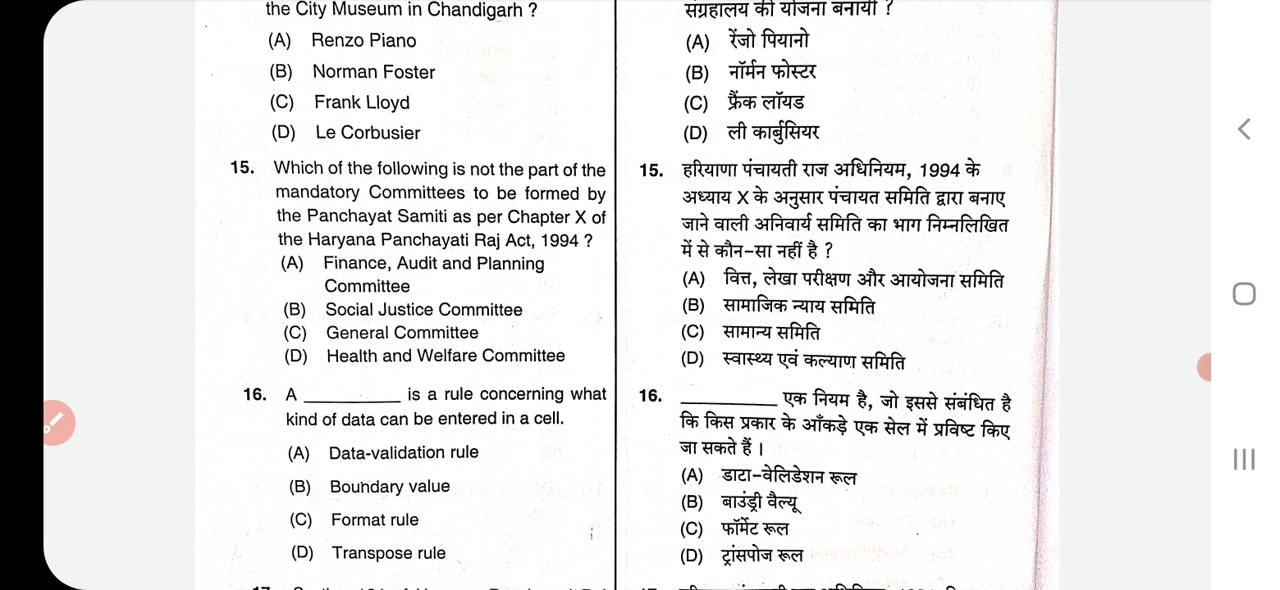 the City Museum in Chandigarh ?
(A) Renzo Piano
(B) Norman Foster
(C) Frank Lloyd
(D) Le Corbusier
15. Which of the following is not the part of the
mandatory Committees to be formed by
the Panchayat Samiti as per Chapter X of
the Haryana Panchayati Raj Act, 1994 ?
(A) Finance, Audit and Planning
Committee
(B) Social Justice Committee
(C) General Committee
(D) Health and Welfare Committee
16. A __________ is a rule concerning what
kind of data can be entered in a cell.
(A) Data-validation rule
(B) Boundary value
(C) Format rule
(D) Transpose rule
संग्रहालय की योजना बनायी ?
(A) रेंजो पियानो
(B) नॉर्मन फोस्टर
(C) फ्रैंक लॉयड
(D) ली कार्बुसियर
15. हरियाणा पंचायती राज अधिनियम, 1994 के
अध्याय X के अनुसार पंचायत समिति द्वारा बनाए
जाने वाली अनिवार्य समिति का भाग निम्नलिखित
में से कौन-सा नहीं है ?
(A) वित्त, लेखा परीक्षण और आयोजना समिति
(B) सामाजिक न्याय समिति
(C) सामान्य समिति
(D) स्वास्थ्य एवं कल्याण समिति
16. __________ एक नियम है, जो इससे संबंधित है
कि किस प्रकार के आँकड़े एक सेल में प्रविष्ट किए
जा सकते हैं ।
(A) डाटा-वेलिडेशन रूल
(B) बाउंड्री वैल्यू
(C) फॉर्मेट रूल
(D) ट्रांसपोज रूल